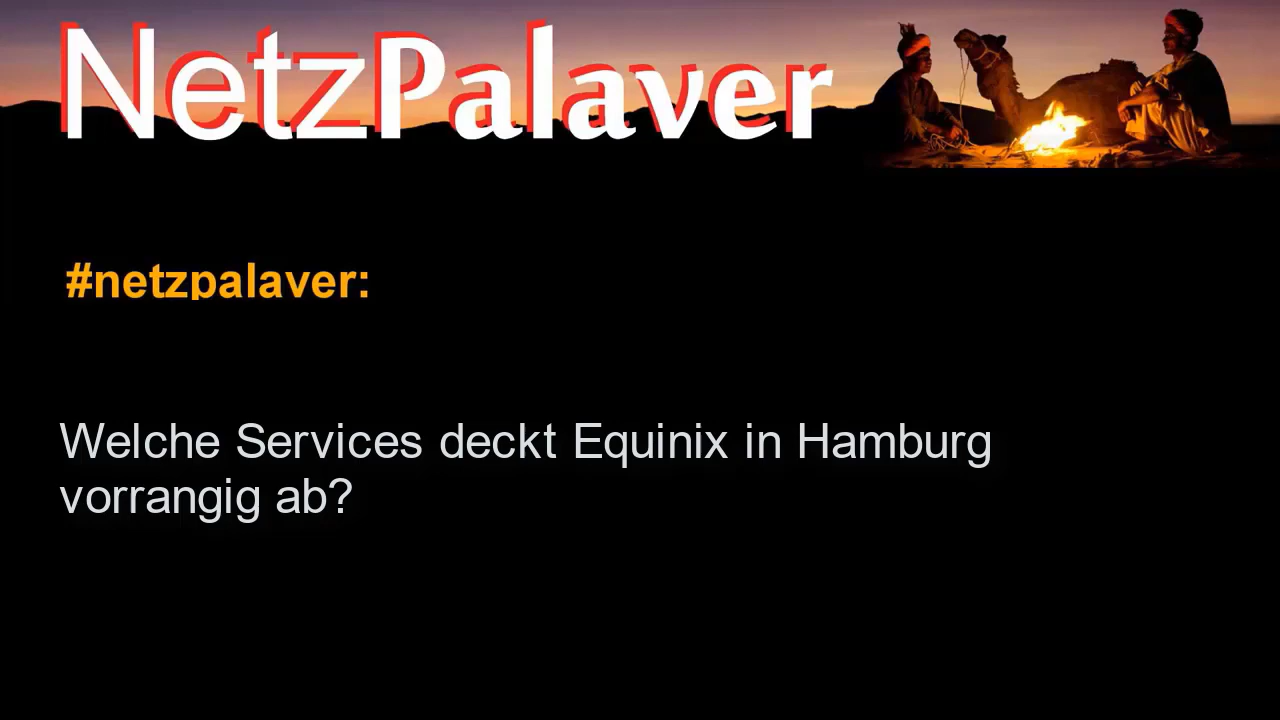 NetzPalaver
#netzpalaver:
Welche Services deckt Equinix in Hamburg
vorrangig ab?